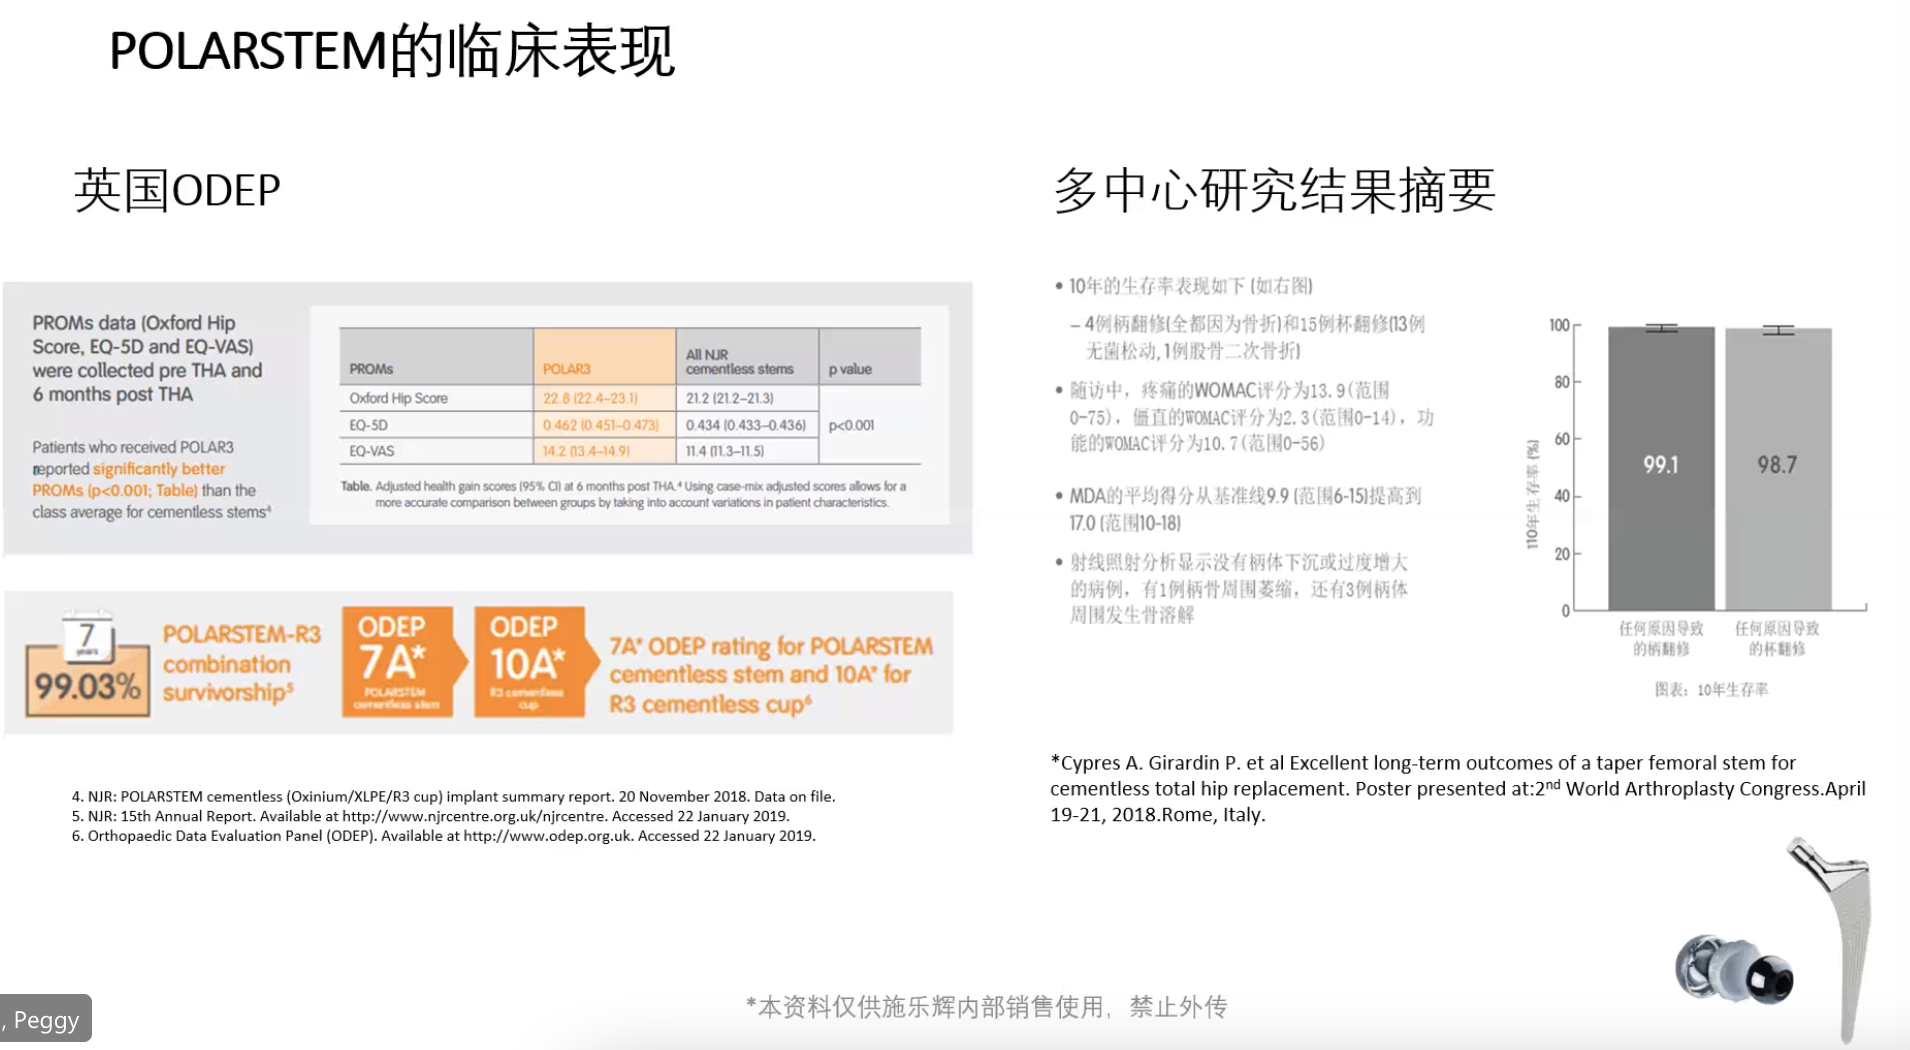 POLARSTEM的临床表现
英国ODEP
PROMs data (Oxford Hip
Score, EQ-5D and EQ-VAS)
were collected pre THA and
6 months post THA
Patients who received POLAR3
reported significantly better
PROMs (p<0.001; Table) than the
class average for cementless stems4
PROMs POLAR3 All NJR cementless stems p value
Oxford Hip Score 22.8 (22.4–23.1) 21.2 (21.2–21.3)
EQ-5D 0.462 (0.451–0.473) 0.434 (0.433–0.436) p<0.001
EQ-VAS 14.2 (13.4–14.9) 11.4 (11.3–11.5)
Table. Adjusted health gain scores (95% CI) at 6 months post THA.4 Using case-mix adjusted scores allows for a
more accurate comparison between groups by taking into account variations in patient characteristics.
7
years
99.03%
POLARSTEM-R3
combination
survivorship5
ODEP
7A*
POLARSTEM
cementless stem
ODEP
10A*
R3 cementless
cup
7A* ODEP rating for POLARSTEM
cementless stem and 10A* for
R3 cementless cup6
4. NJR: POLARSTEM cementless (Oxinium/XLPE/R3 cup) implant summary report. 20 November 2018. Data on file.
5. NJR: 15th Annual Report. Available at http://www.njrcentre.org.uk/njrcentre. Accessed 22 January 2019.
6. Orthopaedic Data Evaluation Panel (ODEP). Available at http://www.odep.org.uk. Accessed 22 January 2019.
多中心研究结果摘要
• 10年的生存率表现如下 (如右图)
– 4例柄翻修(全都因为骨折)和15例杯翻修(13例
无菌松动, 1例股骨二次骨折)
• 随访中，疼痛的WOMAC评分为13.9(范围
0-75)，僵直的WOMAC评分为2.3(范围0-14)，功
能的WOMAC评分为10.7(范围0-56)
• MDA的平均得分从基准线9.9 (范围6-15)提高到
17.0 (范围10-18)
• 射线照射分析显示没有柄体下沉或过度增大
的病例，有1例柄骨周围萎缩，还有3例柄体
周围发生骨溶解
110年生存率 (%)
100
80
60
40
20
0
99.1
98.7
任何原因导致
的柄翻修
任何原因导致
的杯翻修
图表：10年生存率
*Cypres A. Girardin P. et al Excellent long-term outcomes of a taper femoral stem for
cementless total hip replacement. Poster presented at:2nd World Arthroplasty Congress.April
19-21, 2018.Rome, Italy.
*本资料仅供施乐辉内部销售使用，禁止外传
, Peggy